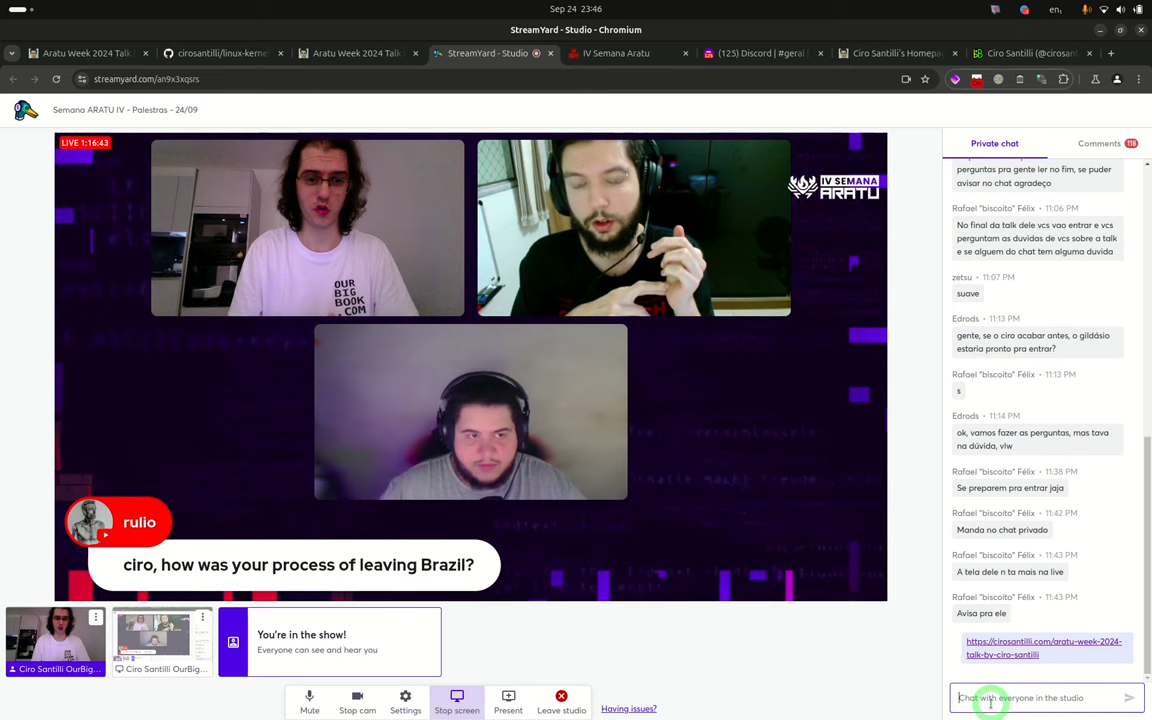 Sep 24 23:46
en₁
StreamYard - Studio - Chromium
Aratu Week 2024 Talk
cirosantilli/linux-kerne
Aratu Week 2024 Talk
StreamYard - Studio
IV Semana Aratu
(125) Discord | #geral
Ciro Santilli's Homepag
Ciro Santilli (@cirosant
streamyard.com/an9x3xqsrs
Semana ARATU IV - Palestras - 24/09
LIVE 1:16:43
IV SEMANA
ARATU
OUR
BIG
BOOK
.COM
rulio
ciro, how was your process of leaving Brazil?
Ciro Santilli OurBig...
Ciro Santilli OurBig...
You're in the show!
Everyone can see and hear you
Mute
Stop cam
Settings
Stop screen
Present
Leave studio
Having issues?
Private chat
Comments 118
perguntas pra gente ler no fim, se puder
avisar no chat agradeço
Rafael "biscoito" Félix • 11:06 PM
No final da talk dele vcs vao entrar e vcs
perguntam as duvidas de vcs sobre a talk
e se alguem do chat tem alguma duvida
zetsu • 11:07 PM
suave
Edrods • 11:13 PM
gente, se o ciro acabar antes, o gildásio
estaria pronto pra entrar?
Rafael "biscoito" Félix • 11:13 PM
s
Edrods • 11:14 PM
ok, vamos fazer as perguntas, mas tava
na dúvida, vlw
Rafael "biscoito" Félix • 11:38 PM
Se preparem pra entrar jaja
Rafael "biscoito" Félix • 11:42 PM
Manda no chat privado
Rafael "biscoito" Félix • 11:43 PM
A tela dele n ta mais na live
Rafael "biscoito" Félix • 11:43 PM
Avisa pra ele
https://cirosantilli.com/aratu-week-2024-
talk-by-ciro-santilli
Chat with everyone in the studio